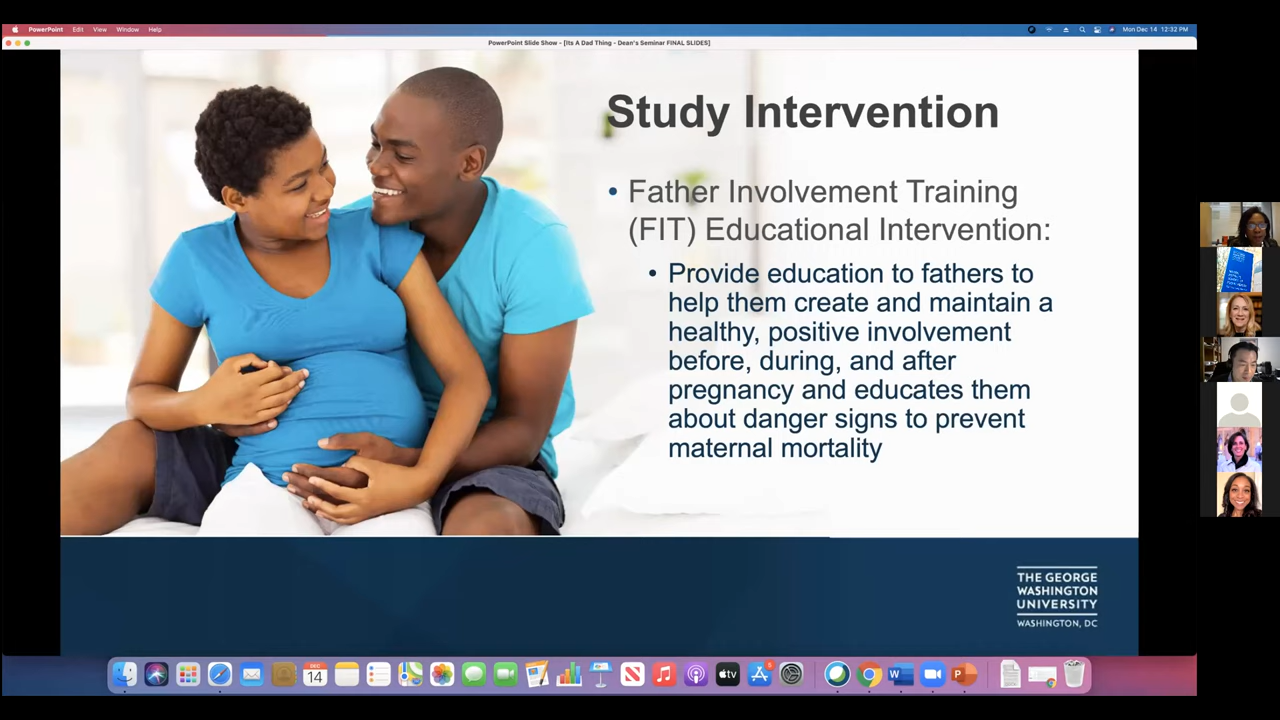 PowerPoint Edit View Window Help
Mon Dec 14 12:32 PM
PowerPoint Slide Show - [Its A Dad Thing - Dean's Seminar FINAL SLIDES]
Study Intervention
• Father Involvement Training
(FIT) Educational Intervention:
• Provide education to fathers to
help them create and maintain a
healthy, positive involvement
before, during, and after
pregnancy and educates them
about danger signs to prevent
maternal mortality
THE GEORGE
WASHINGTON
UNIVERSITY
WASHINGTON, DC
DEC
14
tv
W
P